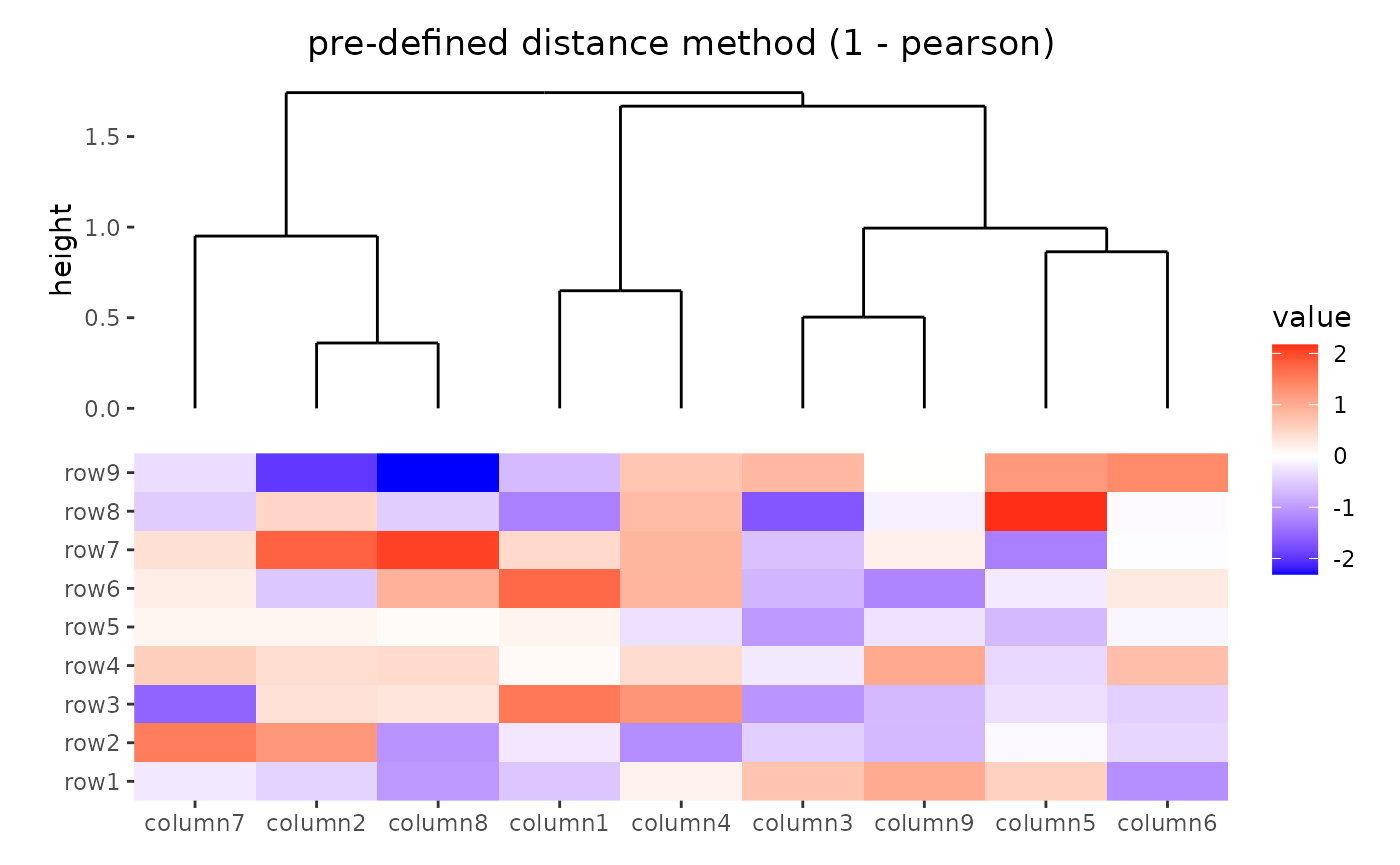 pre-defined distance method (1 - pearson)
height
1.5
1.0
0.5
0.0
value
2
1
0
-1
-2
row9
row8
row7
row6
row5
row4
row3
row2
row1
column7 column2 column8 column1 column4 column3 column9 column5 column6